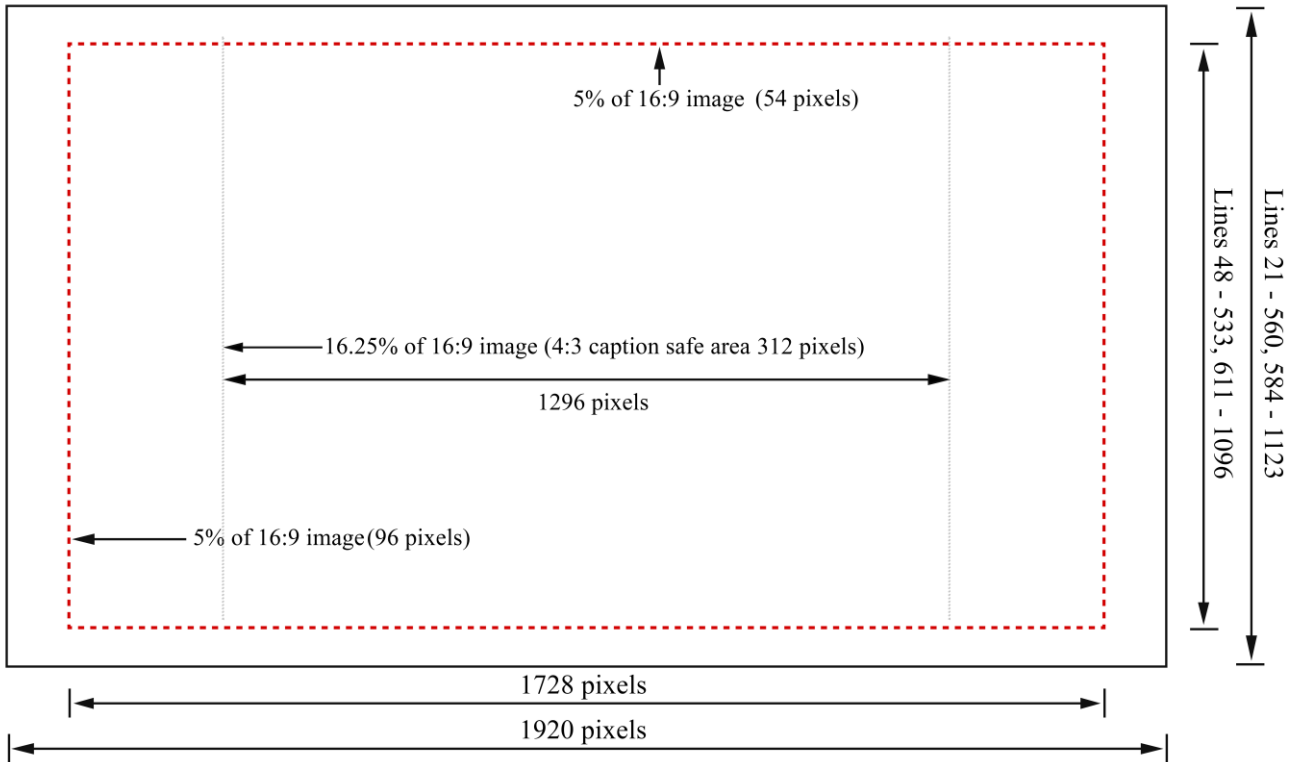 5% of 16:9 image (54 pixels)
16.25% of 16:9 image (4:3 caption safe area 312 pixels)
1296 pixels
5% of 16:9 image (96 pixels)
Lines 48 - 533, 611 - 1096
Lines 21 - 560, 584 - 1123
1728 pixels
1920 pixels